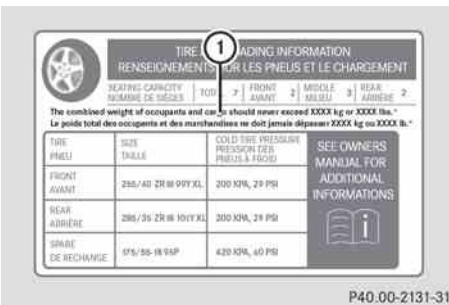 TIRE AND LOADING INFORMATION
RENSEIGNEMENTS SUR LES PNEUS ET LE CHARGEMENT
1
SEATING CAPACITY TOTAL 7 FRONT 2 MIDDLE 3 REAR 2
NOMBRE DE SIÈGES AVANT MILIEU ARRIÈRE
The combined weight of occupants and cargo should never exceed XXXX kg or XXXX lbs."
Le poids total des occupants et des marchandises ne doit jamais dépasser XXXX kg ou XXXX lb."
TIRE SIZE COLD TIRE PRESSURE
PNEU TAILLE PRESSION DES
PNEUS À FROID
SEE OWNERS
MANUAL FOR
ADDITIONAL
INFORMATIONS
FRONT
AVANT 255/40 ZR 18 99Y XL 200 KPA, 29 PSI
REAR
ARRIÈRE 285/35 ZR 18 101Y XL 200 KPA, 29 PSI
SPARE
DE RECHANGE 175/55-18 95P 420 KPA, 60 PSI
i
P40.00-2131-31